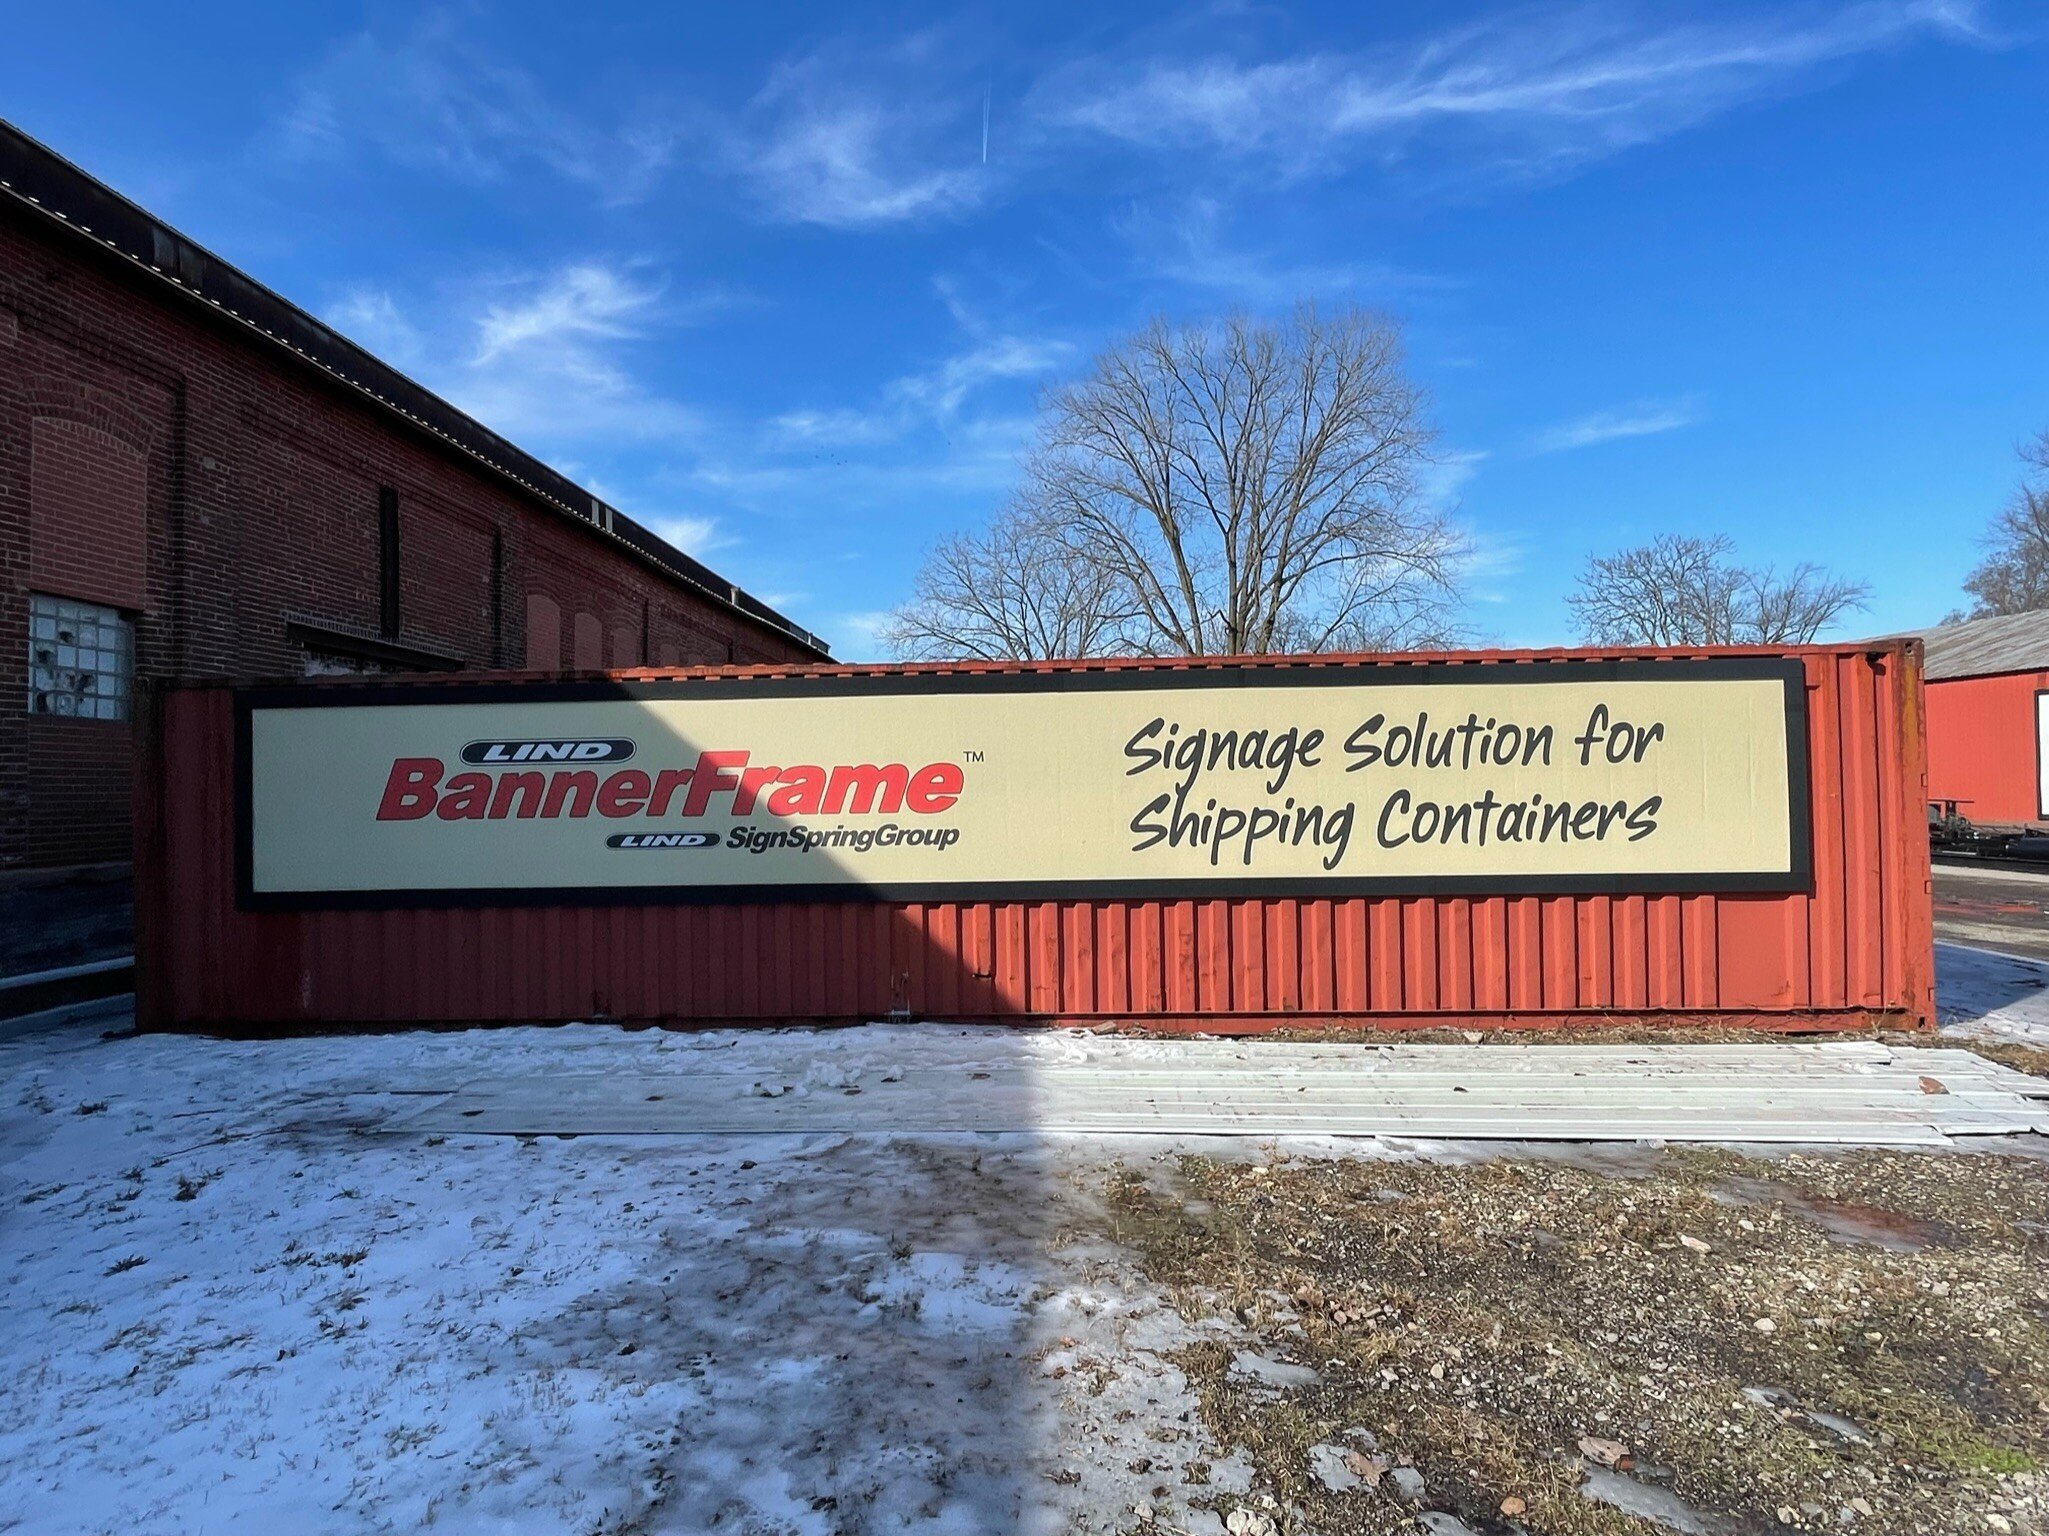 LIND
BannerFrame™
LIND SignSpringGroup
Signage Solution for
Shipping Containers